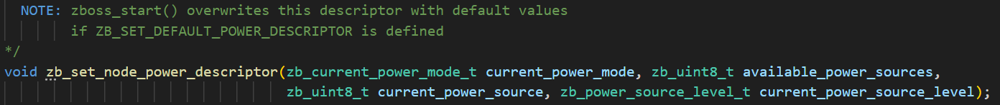 NOTE: zboss_start() overwrites this descriptor with default values
if ZB_SET_DEFAULT_POWER_DESCRIPTOR is defined
*/
void zb_set_node_power_descriptor(zb_current_power_mode_t current_power_mode, zb_uint8_t available_power_sources,
zb_uint8_t current_power_source, zb_power_source_level_t current_power_source_level);